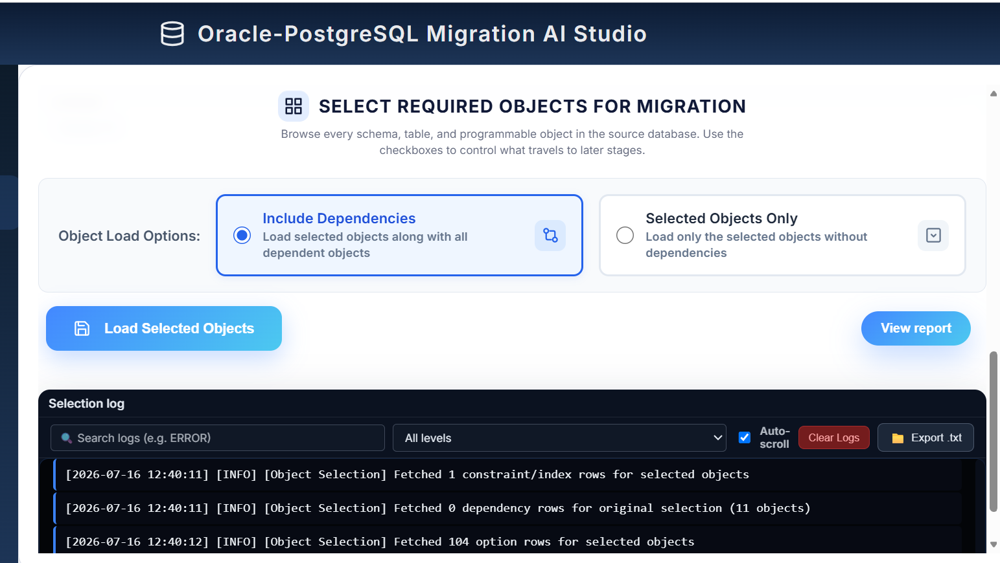 Oracle-PostgreSQL Migration AI Studio
SELECT REQUIRED OBJECTS FOR MIGRATION
Browse every schema, table, and programmable object in the source database. Use the
checkboxes to control what travels to later stages.
Object Load Options:
Include Dependencies
Load selected objects along with all
dependent objects
Selected Objects Only
Load only the selected objects without
dependencies
Load Selected Objects
View report
Selection log
Search logs (e.g. ERROR)
All levels
Auto-
scroll
Clear Logs
Export .txt
[2026-07-16 12:40:11] [INFO] [Object Selection] Fetched 1 constraint/index rows for selected objects
[2026-07-16 12:40:11] [INFO] [Object Selection] Fetched 0 dependency rows for original selection (11 objects)
[2026-07-16 12:40:12] [INFO] [Object Selection] Fetched 104 option rows for selected objects